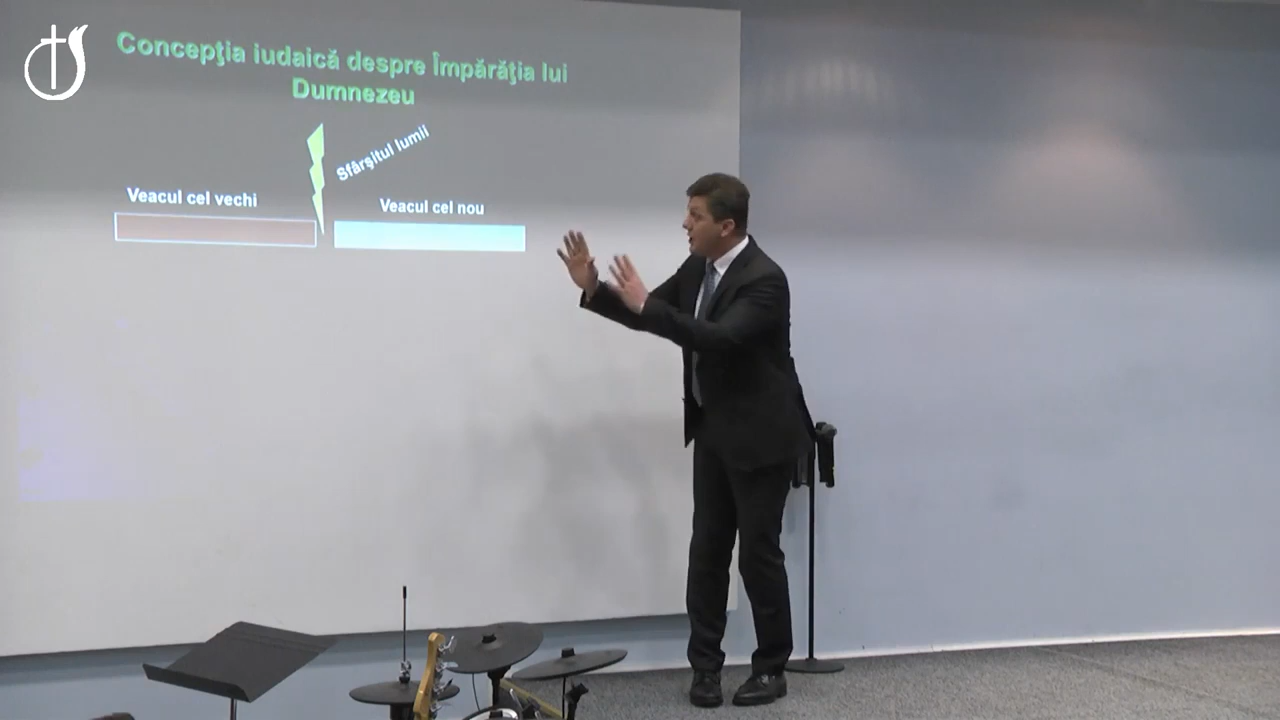 Concepţia iudaică despre Împărăţia lui
Dumnezeu
Sfârşitul lumii
Veacul cel vechi
Veacul cel nou